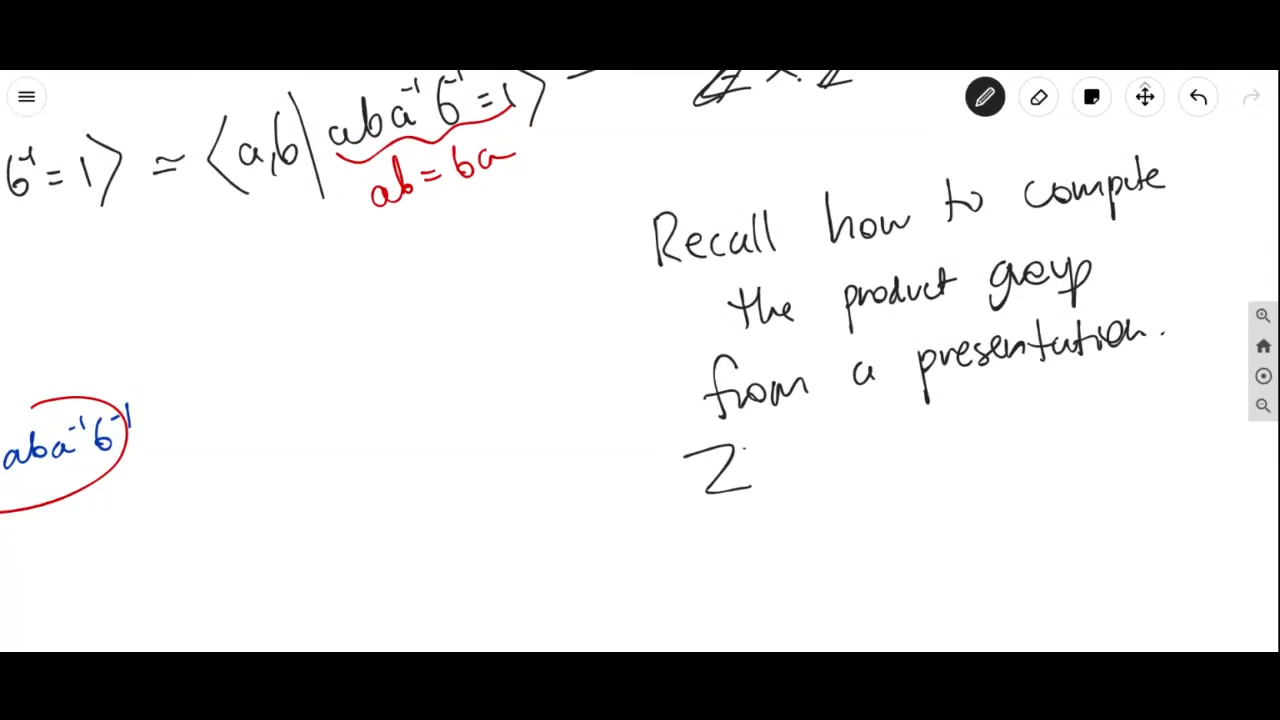 b⁻¹ = 1⟩ ≃ ⟨a,b| aba⁻¹b⁻¹ = 1⟩ = ℤ × ℤ
ab = ba
Recall how to compute
the product group
from a presentation.
aba⁻¹b⁻¹
ℤ